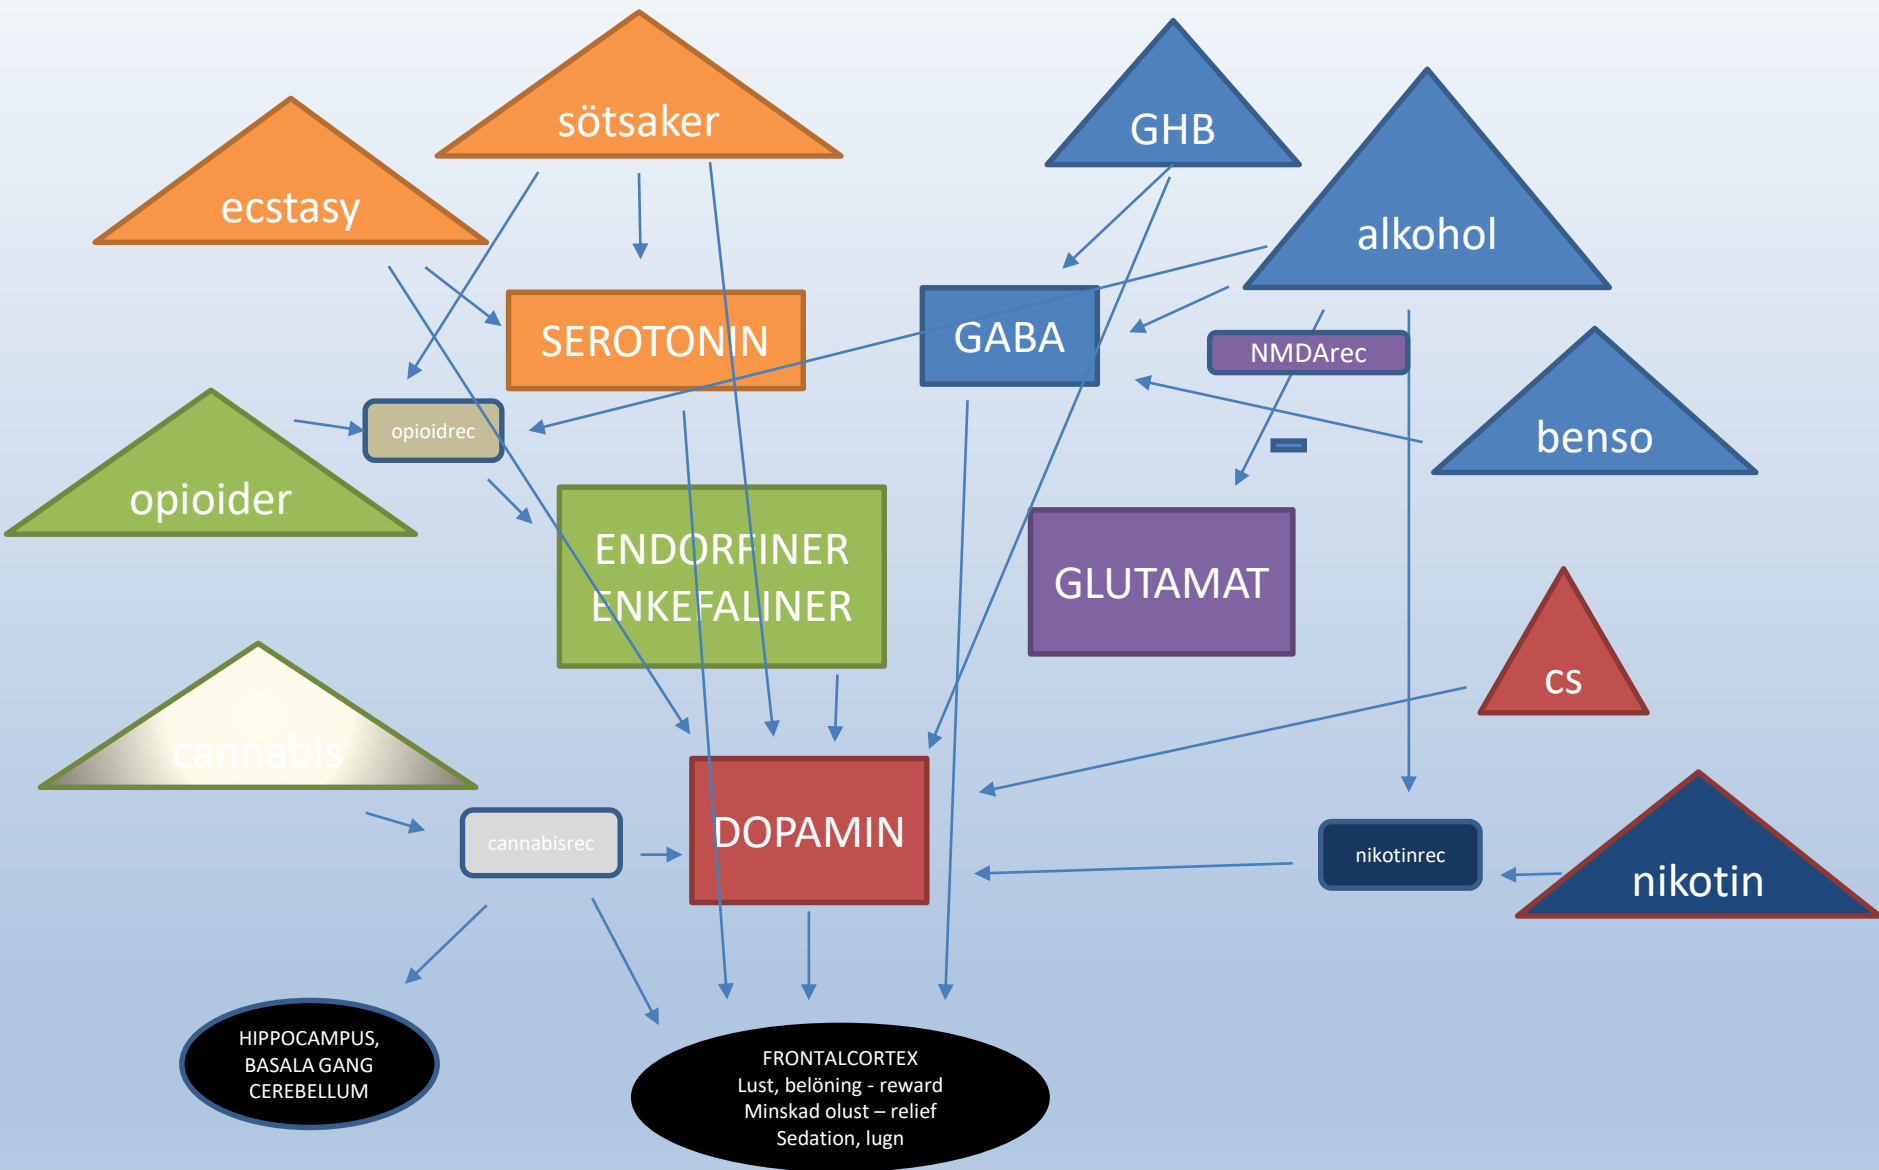 sötsaker
GHB
ecstasy
alkohol
SEROTONIN
GABA
NMDArec
opioidrec
benso
opioider
ENDORFINER
ENKEFALINER
GLUTAMAT
cs
cannabis
DOPAMIN
cannabisrec
nikotinrec
nikotin
HIPPOCAMPUS,
BASALA GANG
CEREBELLUM
FRONTALCORTEX
Lust, belöning - reward
Minskad olust – relief
Sedation, lugn